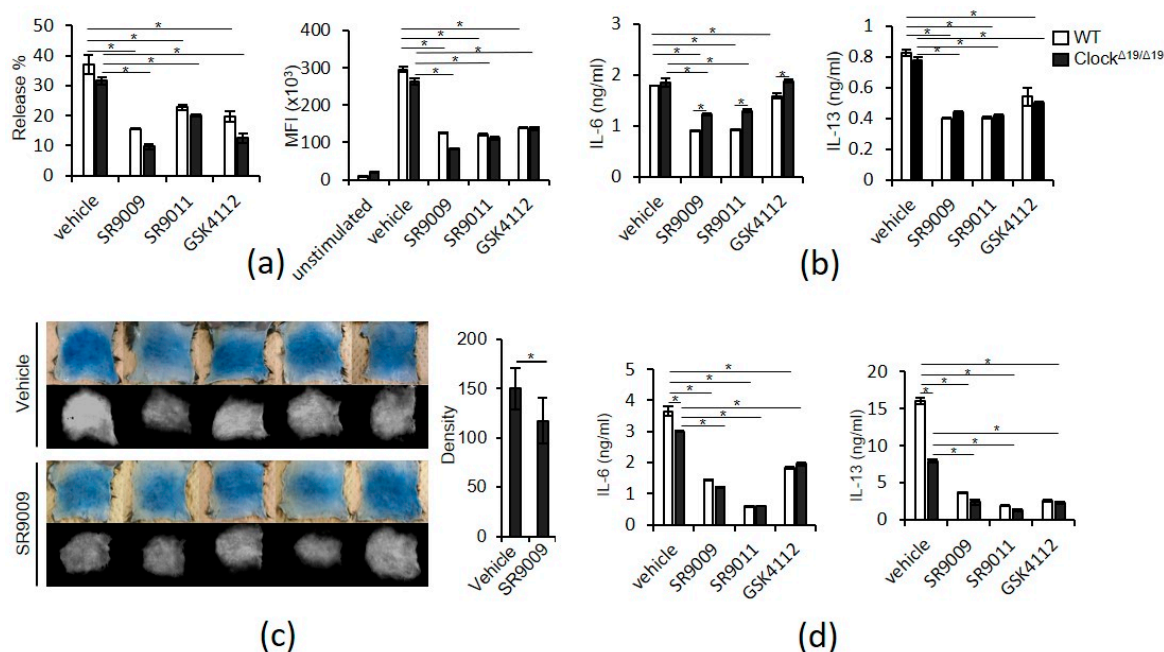 Release %
50
40
30
20
10
0
* * * * * *
vehicle
SR9009
SR9011
GSK4112
MFI (x10³)
400
300
200
100
0
* * * * * *
unstimulated
vehicle
SR9009
SR9011
GSK4112
(a)
IL-6 (ng/ml)
3
2
1
0
* * * * * * * *
vehicle
SR9009
SR9011
GSK4112
IL-13 (ng/ml)
1
0.8
0.6
0.4
0.2
0
* * * * * *
vehicle
SR9009
SR9011
GSK4112
WT
Clock^Δ19/Δ19
(b)
Vehicle
SR9009
Density
200
150
100
50
0
*
Vehicle
SR9009
(c)
IL-6 (ng/ml)
5
4
3
2
1
0
* * * * * * *
vehicle
SR9009
SR9011
GSK4112
IL-13 (ng/ml)
20
15
10
5
0
* * * * * * *
vehicle
SR9009
SR9011
GSK4112
(d)